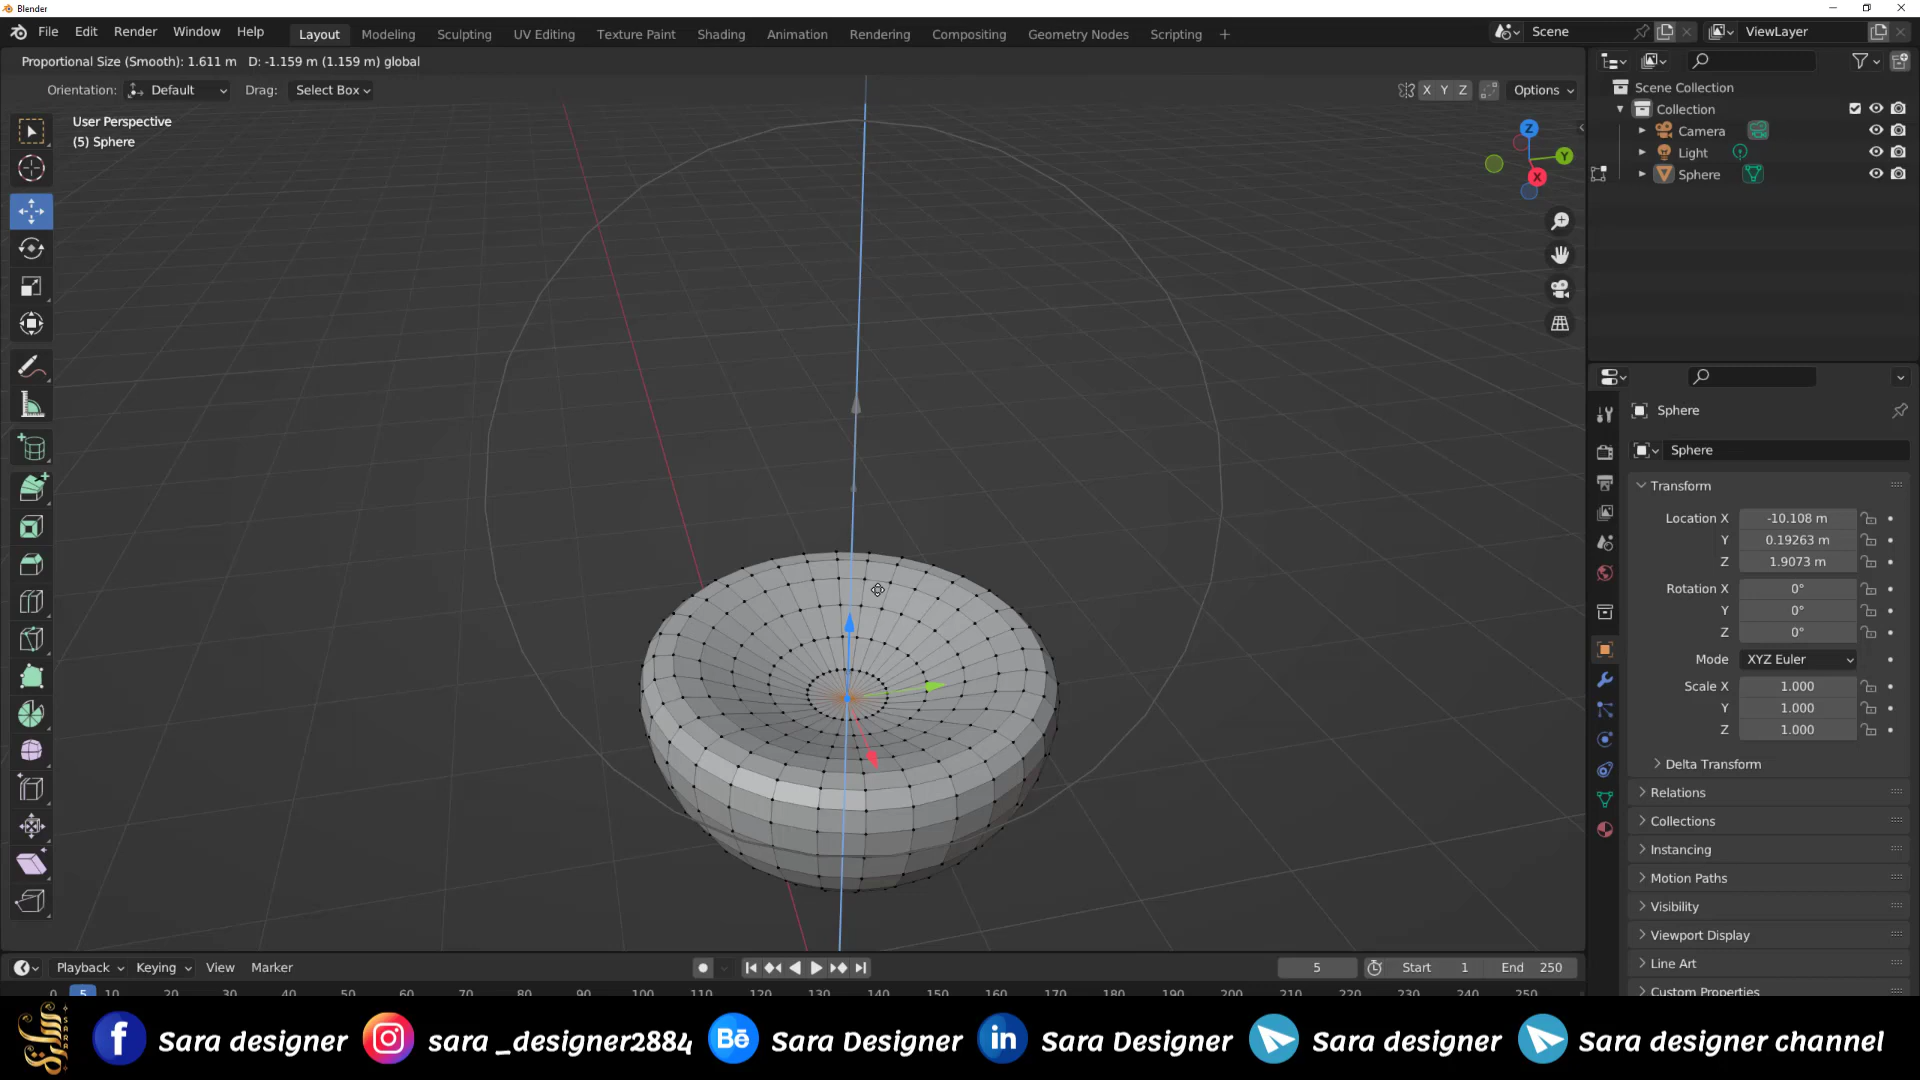 Blender
File Edit Render Window Help
Layout Modeling Sculpting UV Editing Texture Paint Shading Animation Rendering Compositing Geometry Nodes Scripting +
Scene
ViewLayer
Proportional Size (Smooth): 1.611 m D: -1.159 m (1.159 m) global
Orientation: Default Drag: Select Box
X Y Z Options
User Perspective
(5) Sphere
Z
Y
X
Scene Collection
Collection
Camera
Light
Sphere
Sphere
Sphere
Transform
Location X -10.108 m
Y 0.19263 m
Z 1.9073 m
Rotation X 0°
Y 0°
Z 0°
Mode XYZ Euler
Scale X 1.000
Y 1.000
Z 1.000
Delta Transform
Relations
Collections
Instancing
Motion Paths
Visibility
Viewport Display
Line Art
Custom Properties
Playback Keying View Marker
5 Start 1 End 250
0 5 10 20 30 40 50 60 70 80 90 100 110 120 130 140 150 160 170 180 190 200 210 220 230 240 250
Sara designer
sara _designer2884
Bē Sara Designer
in Sara Designer
Sara designer
Sara designer channel